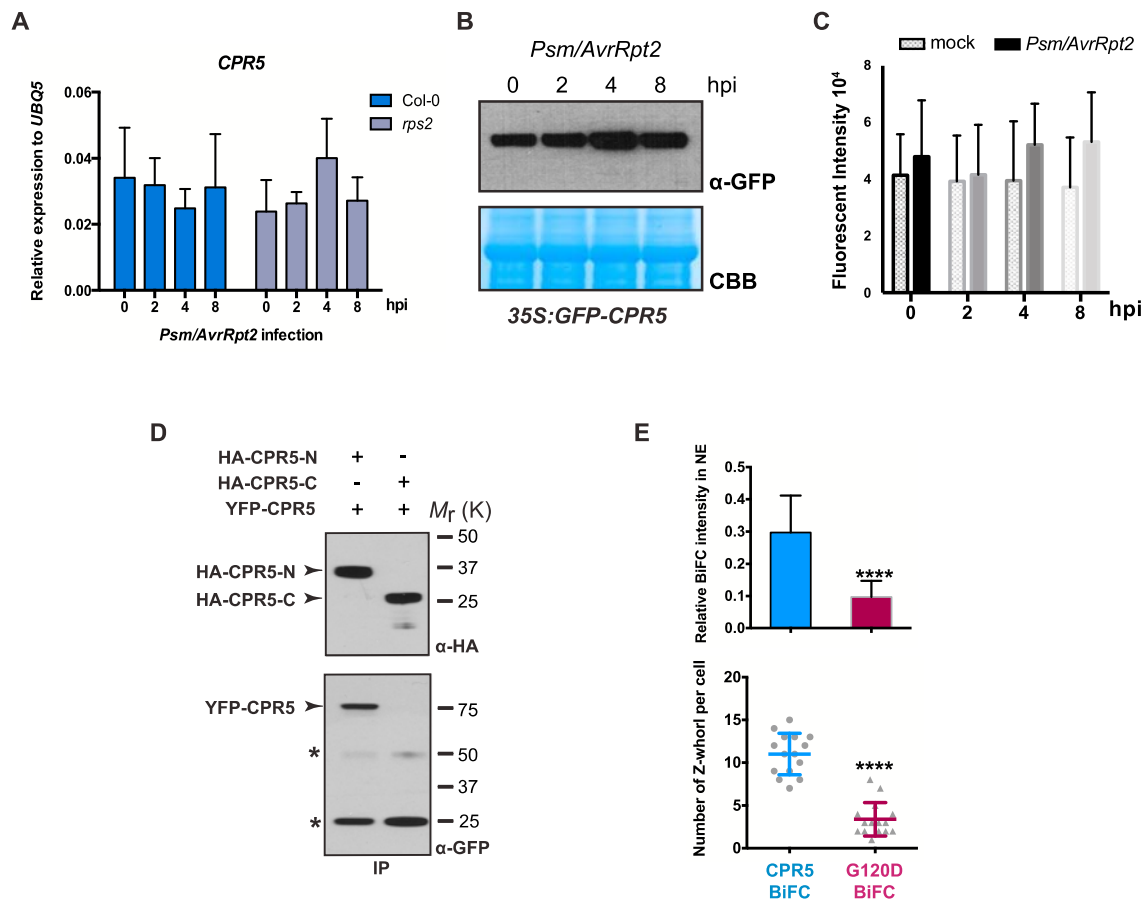 A
CPR5
Relative expression to UBQ5
0.06
0.04
0.02
0.00
Col-0
rps2
0 2 4 8 0 2 4 8 hpi
Psm/AvrRpt2 infection
B
Psm/AvrRpt2
0 2 4 8 hpi
α-GFP
CBB
35S:GFP-CPR5
C
mock Psm/AvrRpt2
Fluorescent Intensity 10⁴
8
6
4
2
0
0 2 4 8 hpi
D
HA-CPR5-N + -
HA-CPR5-C - +
YFP-CPR5 + + Mr (K)
50
HA-CPR5-N 37
HA-CPR5-C 25
α-HA
YFP-CPR5 75
* 50
37
* 25
α-GFP
IP
E
Relative BiFC intensity in NE
0.5
0.4
0.3
0.2
0.1
0.0
****
Number of Z-whorl per cell
20
15
10
5
0
****
CPR5 G120D
BiFC BiFC